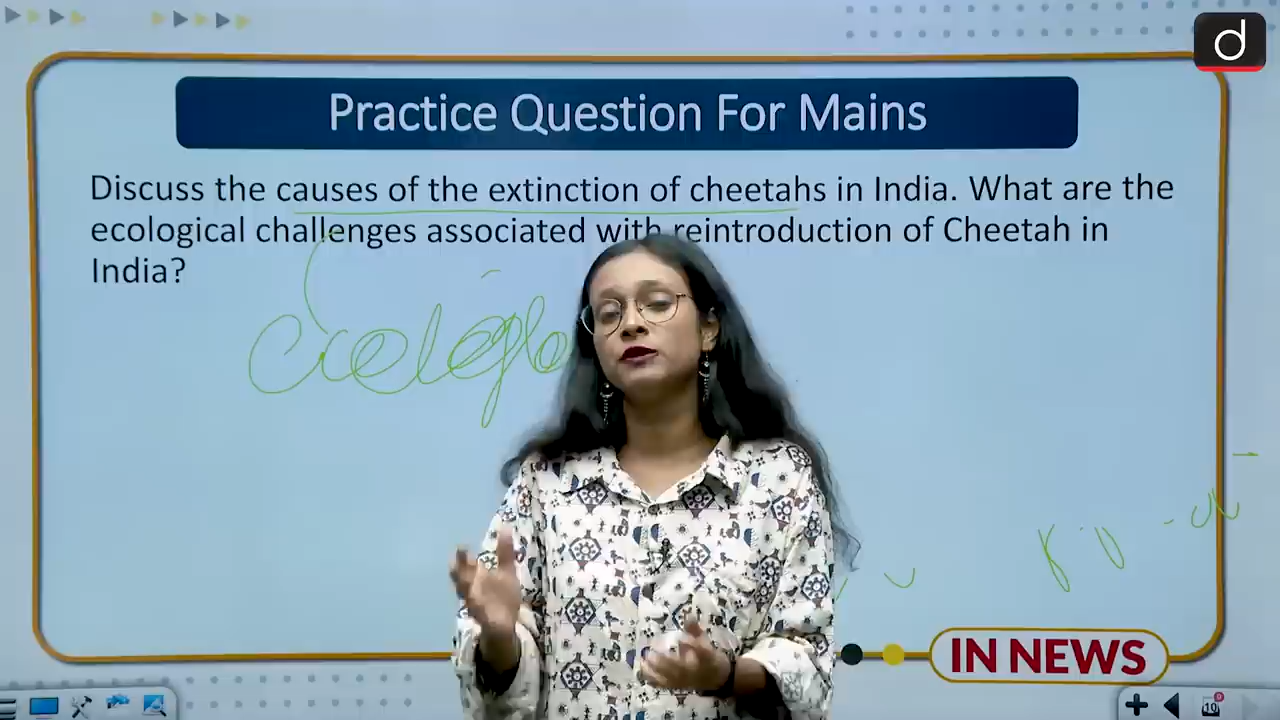 d
Practice Question For Mains
Discuss the causes of the extinction of cheetahs in India. What are the
ecological challenges associated with reintroduction of Cheetah in
India?
IN NEWS
10